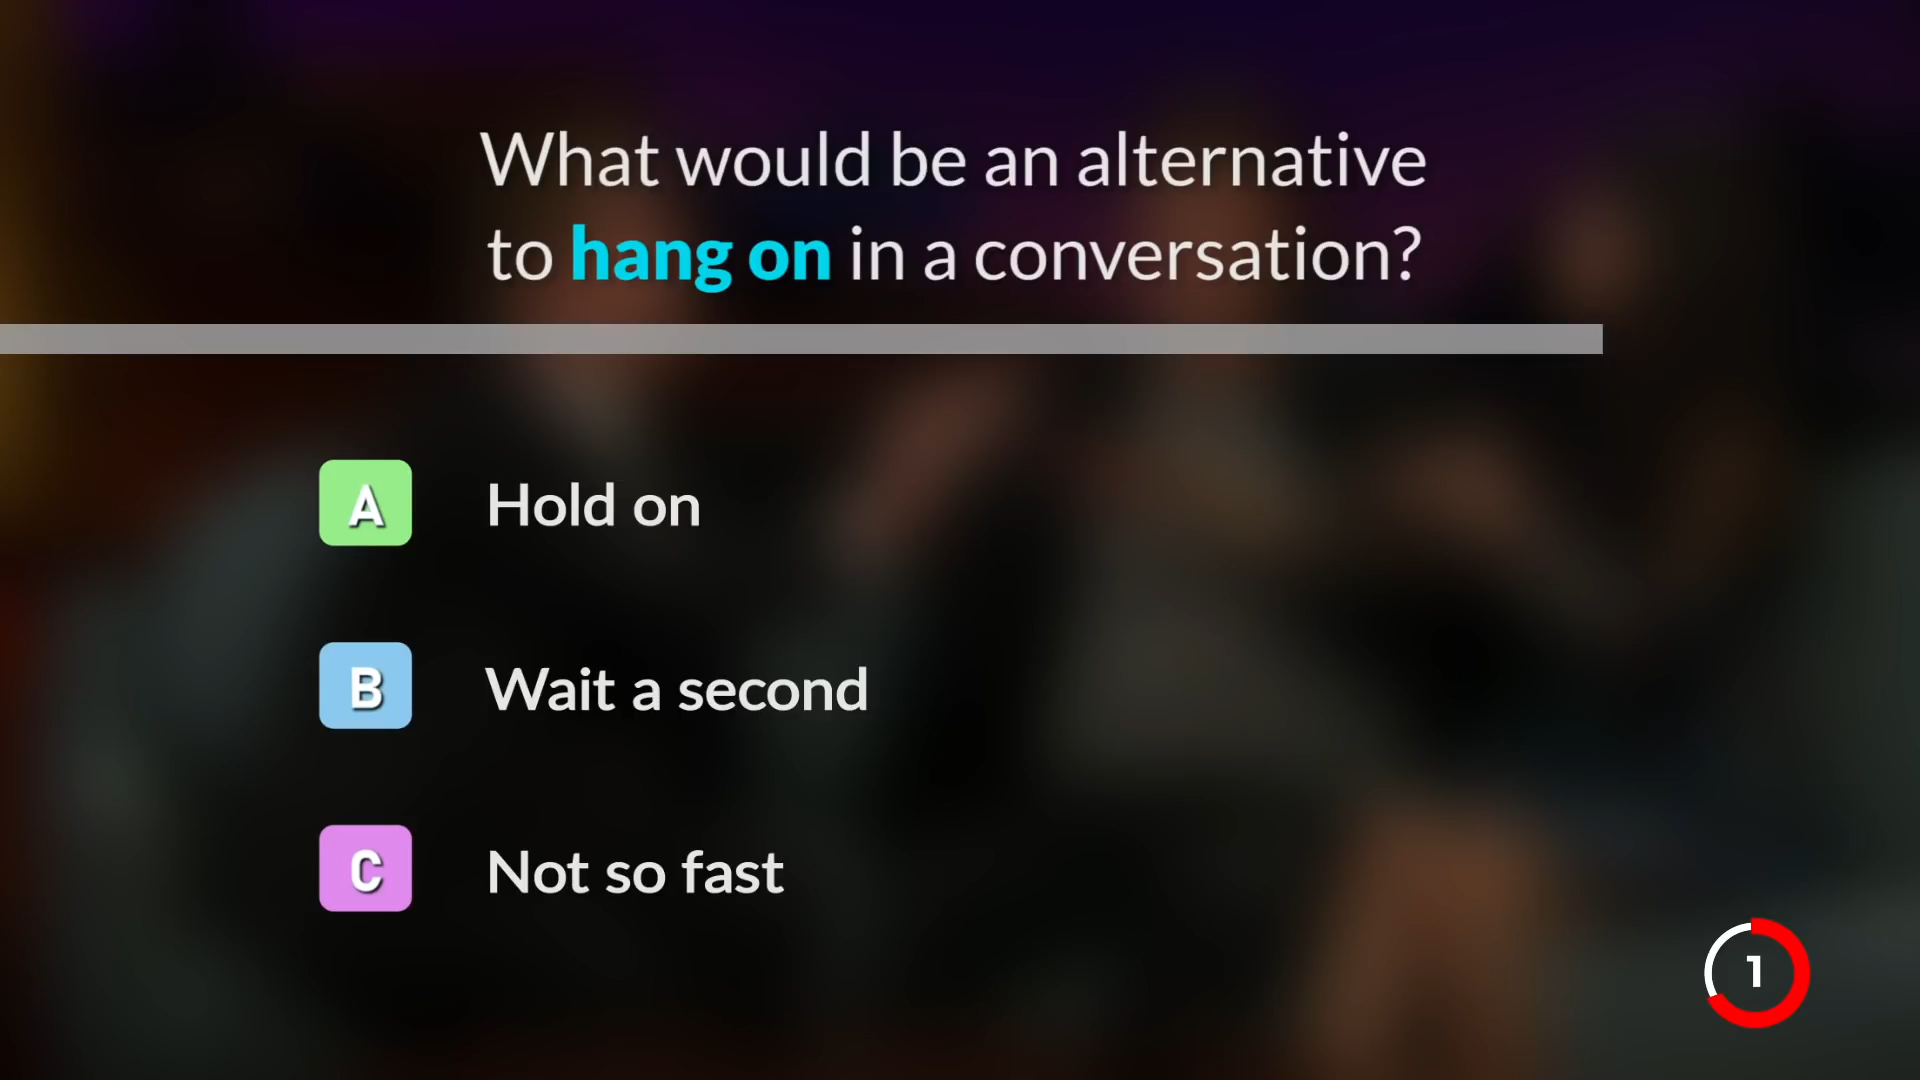 What would be an alternative
to hang on in a conversation?
A Hold on
B Wait a second
C Not so fast
1